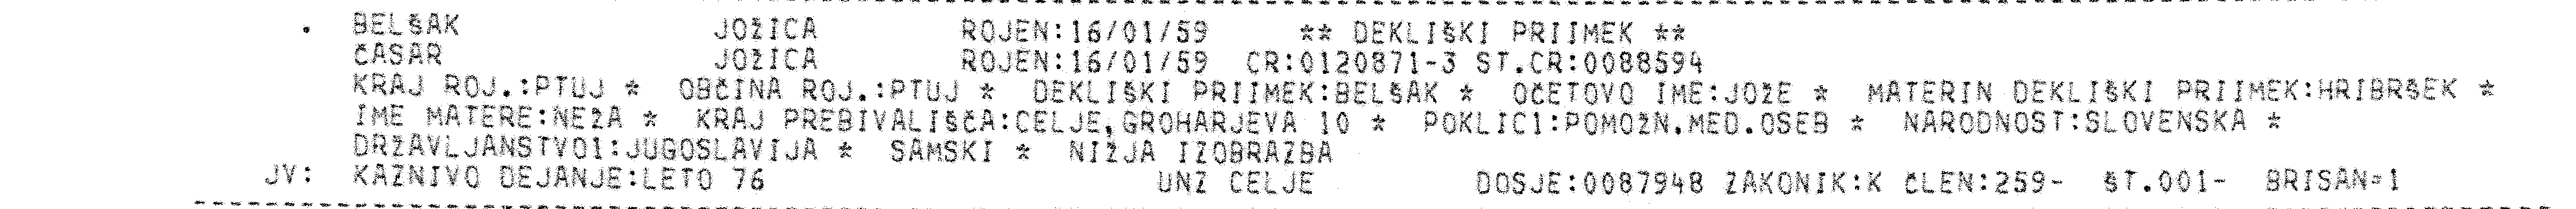 . BELŠAK JOŽICA ROJEN:16/01/59 ** DEKLIŠKI PRIIMEK **
ČASAR JOŽICA ROJEN:16/01/59 CR:0120871-3 ST.CR:0088594
KRAJ ROJ.:PTUJ * OBČINA ROJ.:PTUJ * DEKLIŠKI PRIIMEK:BELŠAK * OČETOVO IME:JOŽE * MATERIN DEKLIŠKI PRIIMEK:HRIBRŠEK *
IME MATERE:NEŽA * KRAJ PREBIVALIŠČA:CELJE,GROHARJEVA 10 * POKLIC1:POMOŽN.MED.OSEB * NARODNOST:SLOVENSKA *
DRŽAVLJANSTVO1:JUGOSLAVIJA * SAMSKI * NIŽJA IZOBRAZBA
JV: KAZNIVO DEJANJE:LETO 76 UNZ CELJE DOSJE:0087948 ZAKONIK:K ČLEN:259- ŠT.001- BRISAN=1